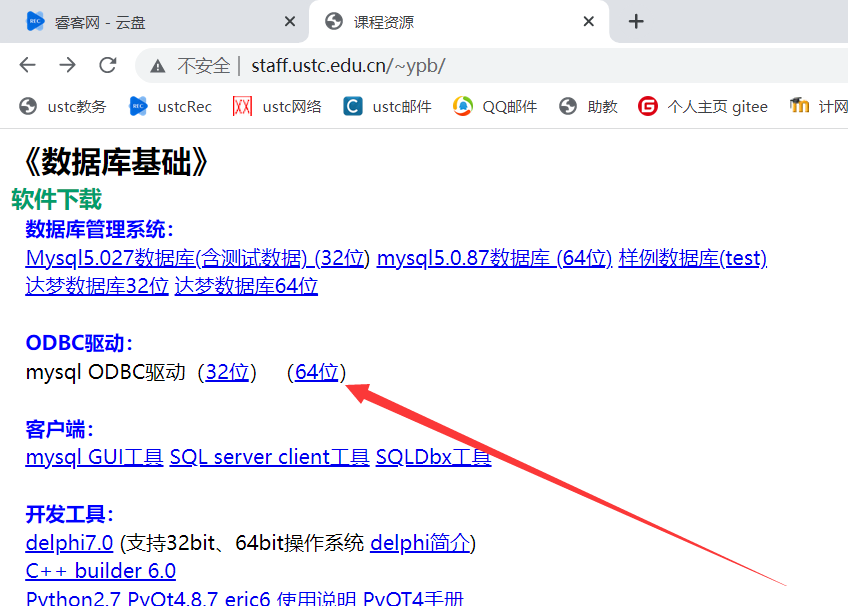 睿客网 - 云盘
课程资源
不安全 | staff.ustc.edu.cn/~ypb/
ustc教务 REC ustcRec ustc网络 C ustc邮件 QQ邮件 助教 G 个人主页 gitee 计网
《数据库基础》
软件下载
数据库管理系统：
Mysql5.027数据库(含测试数据) (32位) mysql5.0.87数据库 (64位) 样例数据库(test)
达梦数据库32位 达梦数据库64位
ODBC驱动：
mysql ODBC驱动（32位） （64位）
客户端：
mysql GUI工具 SQL server client工具 SQLDbx工具
开发工具：
delphi7.0 (支持32bit、64bit操作系统 delphi简介)
C++ builder 6.0
Python2.7 PyQt4.8.7 eric6 使用说明 PyQT4手册